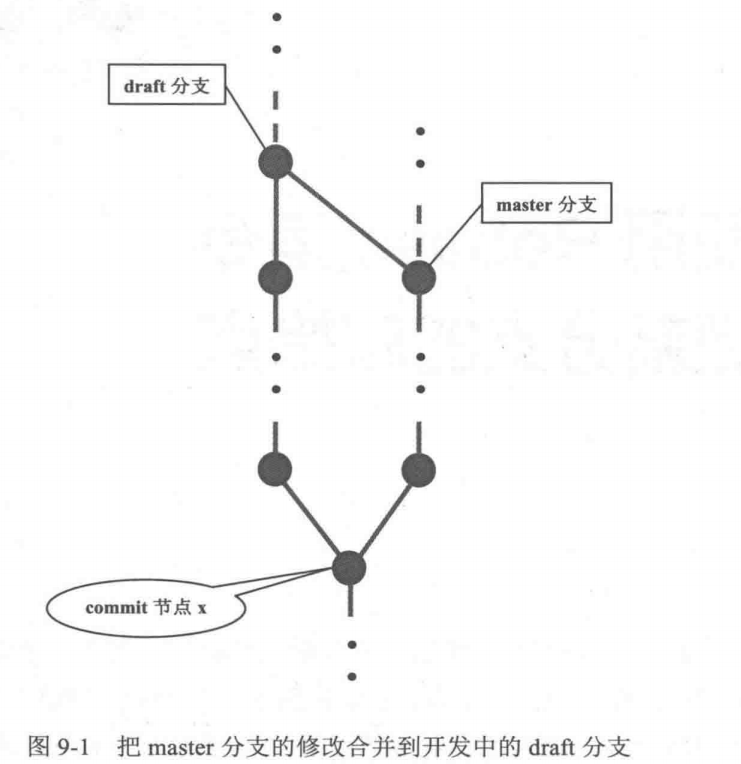 draft 分支
master 分支
commit 节点 x
图 9-1 把 master 分支的修改合并到开发中的 draft 分支